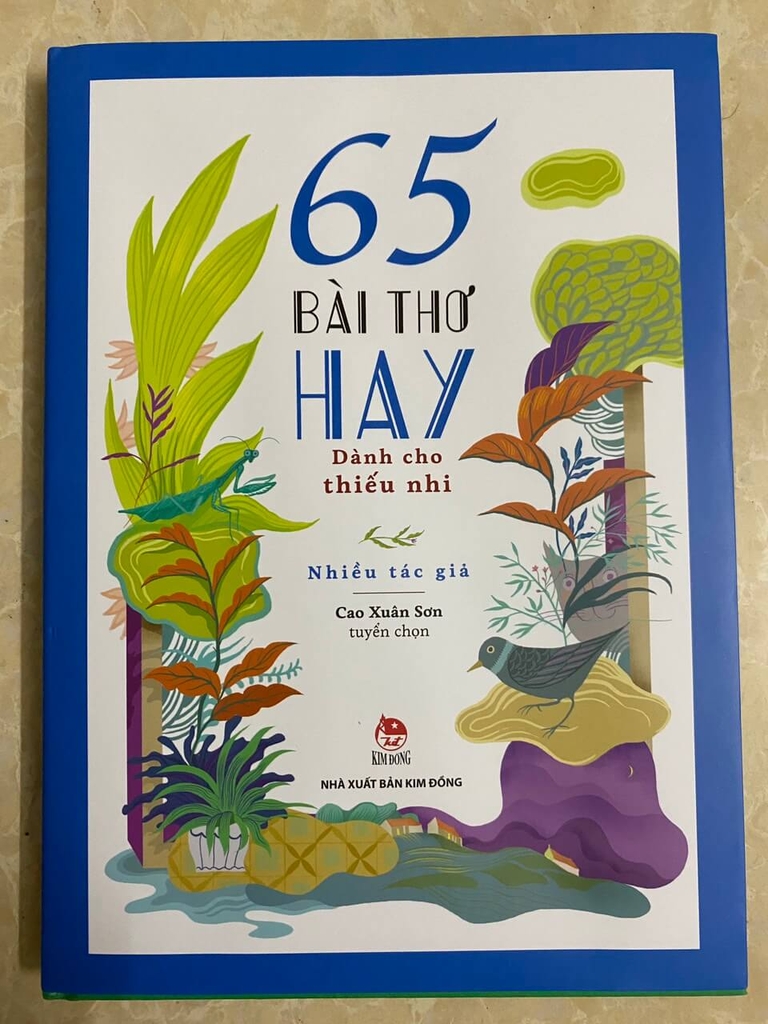 65
BÀI THƠ
HAY
Dành cho
thiếu nhi
Nhiều tác giả
Cao Xuân Sơn
tuyển chọn
kđ
KIM ĐỒNG
NHÀ XUẤT BẢN KIM ĐỒNG